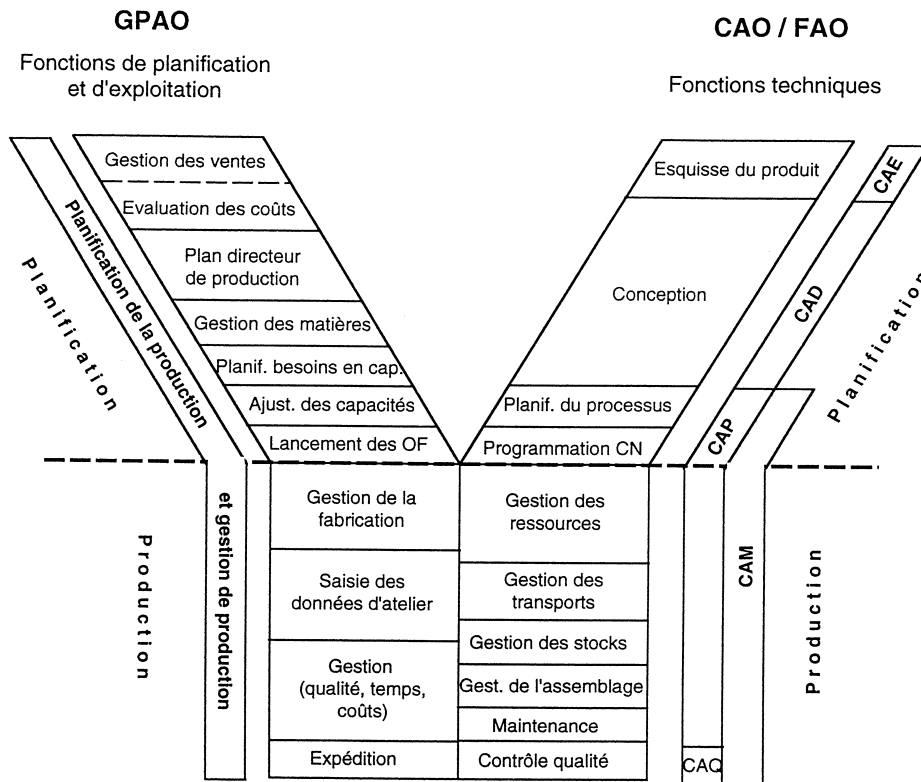 GPAO
Fonctions de planification
et d'exploitation
CAO / FAO
Fonctions techniques
Planification
Planification de la production
et gestion de production
Production
Gestion des ventes
Evaluation des coûts
Plan directeur
de production
Gestion des matières
Planif. besoins en cap.
Ajust. des capacités
Lancement des OF
Gestion de la
fabrication
Saisie des
données d'atelier
Gestion
(qualité, temps,
coûts)
Expédition
Esquisse du produit
Conception
Planif. du processus
Programmation CN
Gestion des
ressources
Gestion des
transports
Gestion des stocks
Gest. de l'assemblage
Maintenance
Contrôle qualité
CAE
CAD
CAP
CAM
CAQ
Planification
Production